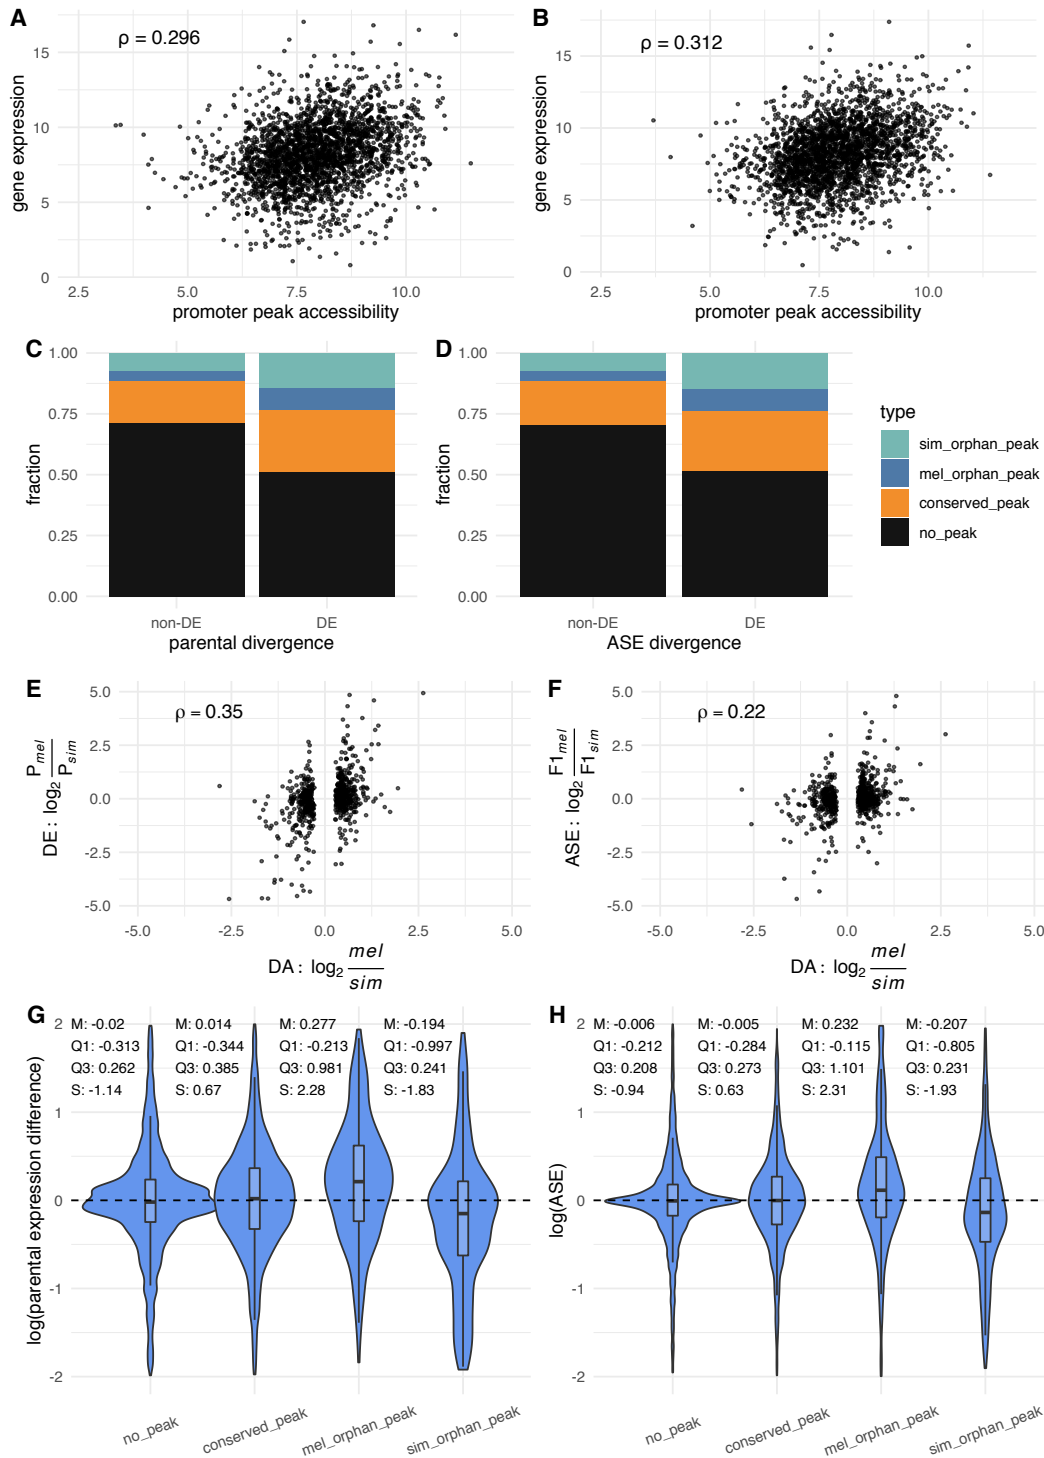 A
ρ = 0.296
gene expression
15
10
5
0
2.5 5.0 7.5 10.0
promoter peak accessibility
B
ρ = 0.312
gene expression
15
10
5
0
2.5 5.0 7.5 10.0
promoter peak accessibility
C
fraction
1.00
0.75
0.50
0.25
0.00
non-DE DE
parental divergence
D
fraction
1.00
0.75
0.50
0.25
0.00
non-DE DE
ASE divergence
type
sim_orphan_peak
mel_orphan_peak
conserved_peak
no_peak
E
ρ = 0.35
DE : log2 Pmel / Psim
5.0
2.5
0.0
-2.5
-5.0
-5.0 -2.5 0.0 2.5 5.0
DA : log2 mel / sim
F
ρ = 0.22
ASE : log2 F1mel / F1sim
5.0
2.5
0.0
-2.5
-5.0
-5.0 -2.5 0.0 2.5 5.0
DA : log2 mel / sim
G
M: -0.02 M: 0.014 M: 0.277 M: -0.194
Q1: -0.313 Q1: -0.344 Q1: -0.213 Q1: -0.997
Q3: 0.262 Q3: 0.385 Q3: 0.981 Q3: 0.241
S: -1.14 S: 0.67 S: 2.28 S: -1.83
log(parental expression difference)
2
1
0
-1
-2
no_peak conserved_peak mel_orphan_peak sim_orphan_peak
H
M: -0.006 M: -0.005 M: 0.232 M: -0.207
Q1: -0.212 Q1: -0.284 Q1: -0.115 Q1: -0.805
Q3: 0.208 Q3: 0.273 Q3: 1.101 Q3: 0.231
S: -0.94 S: 0.63 S: 2.31 S: -1.93
log(ASE)
2
1
0
-1
-2
no_peak conserved_peak mel_orphan_peak sim_orphan_peak